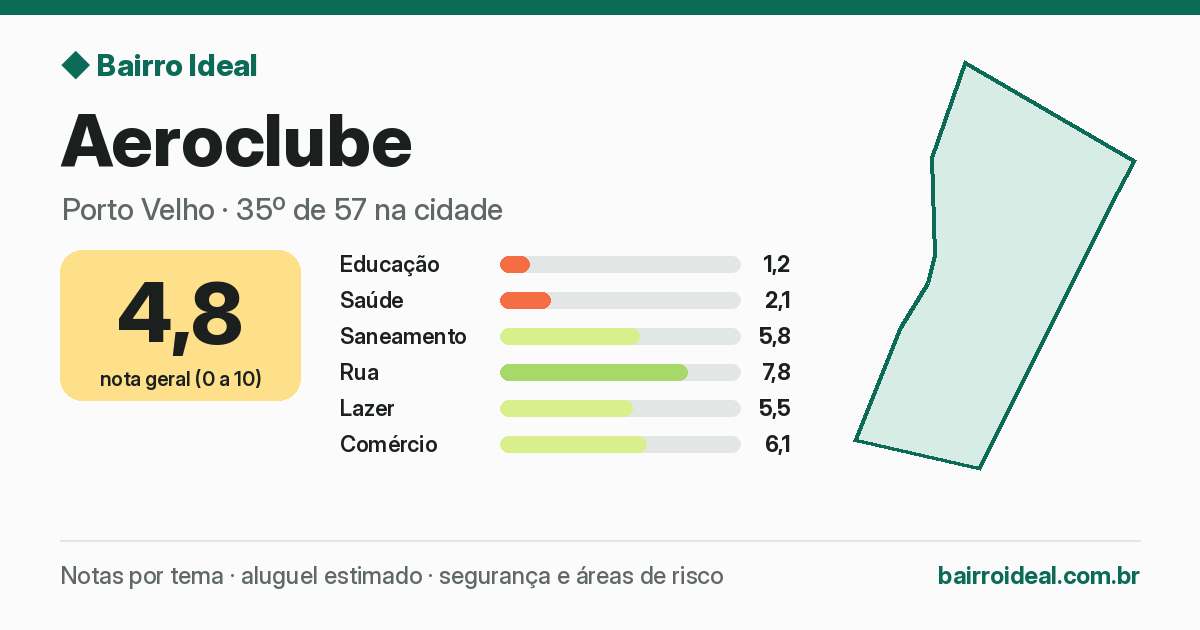 Bairro Ideal
Aeroclube
Porto Velho · 35º de 57 na cidade
4,8
nota geral (0 a 10)
Educação 1,2
Saúde 2,1
Saneamento 5,8
Rua 7,8
Lazer 5,5
Comércio 6,1
Notas por tema · aluguel estimado · segurança e áreas de risco
bairroideal.com.br